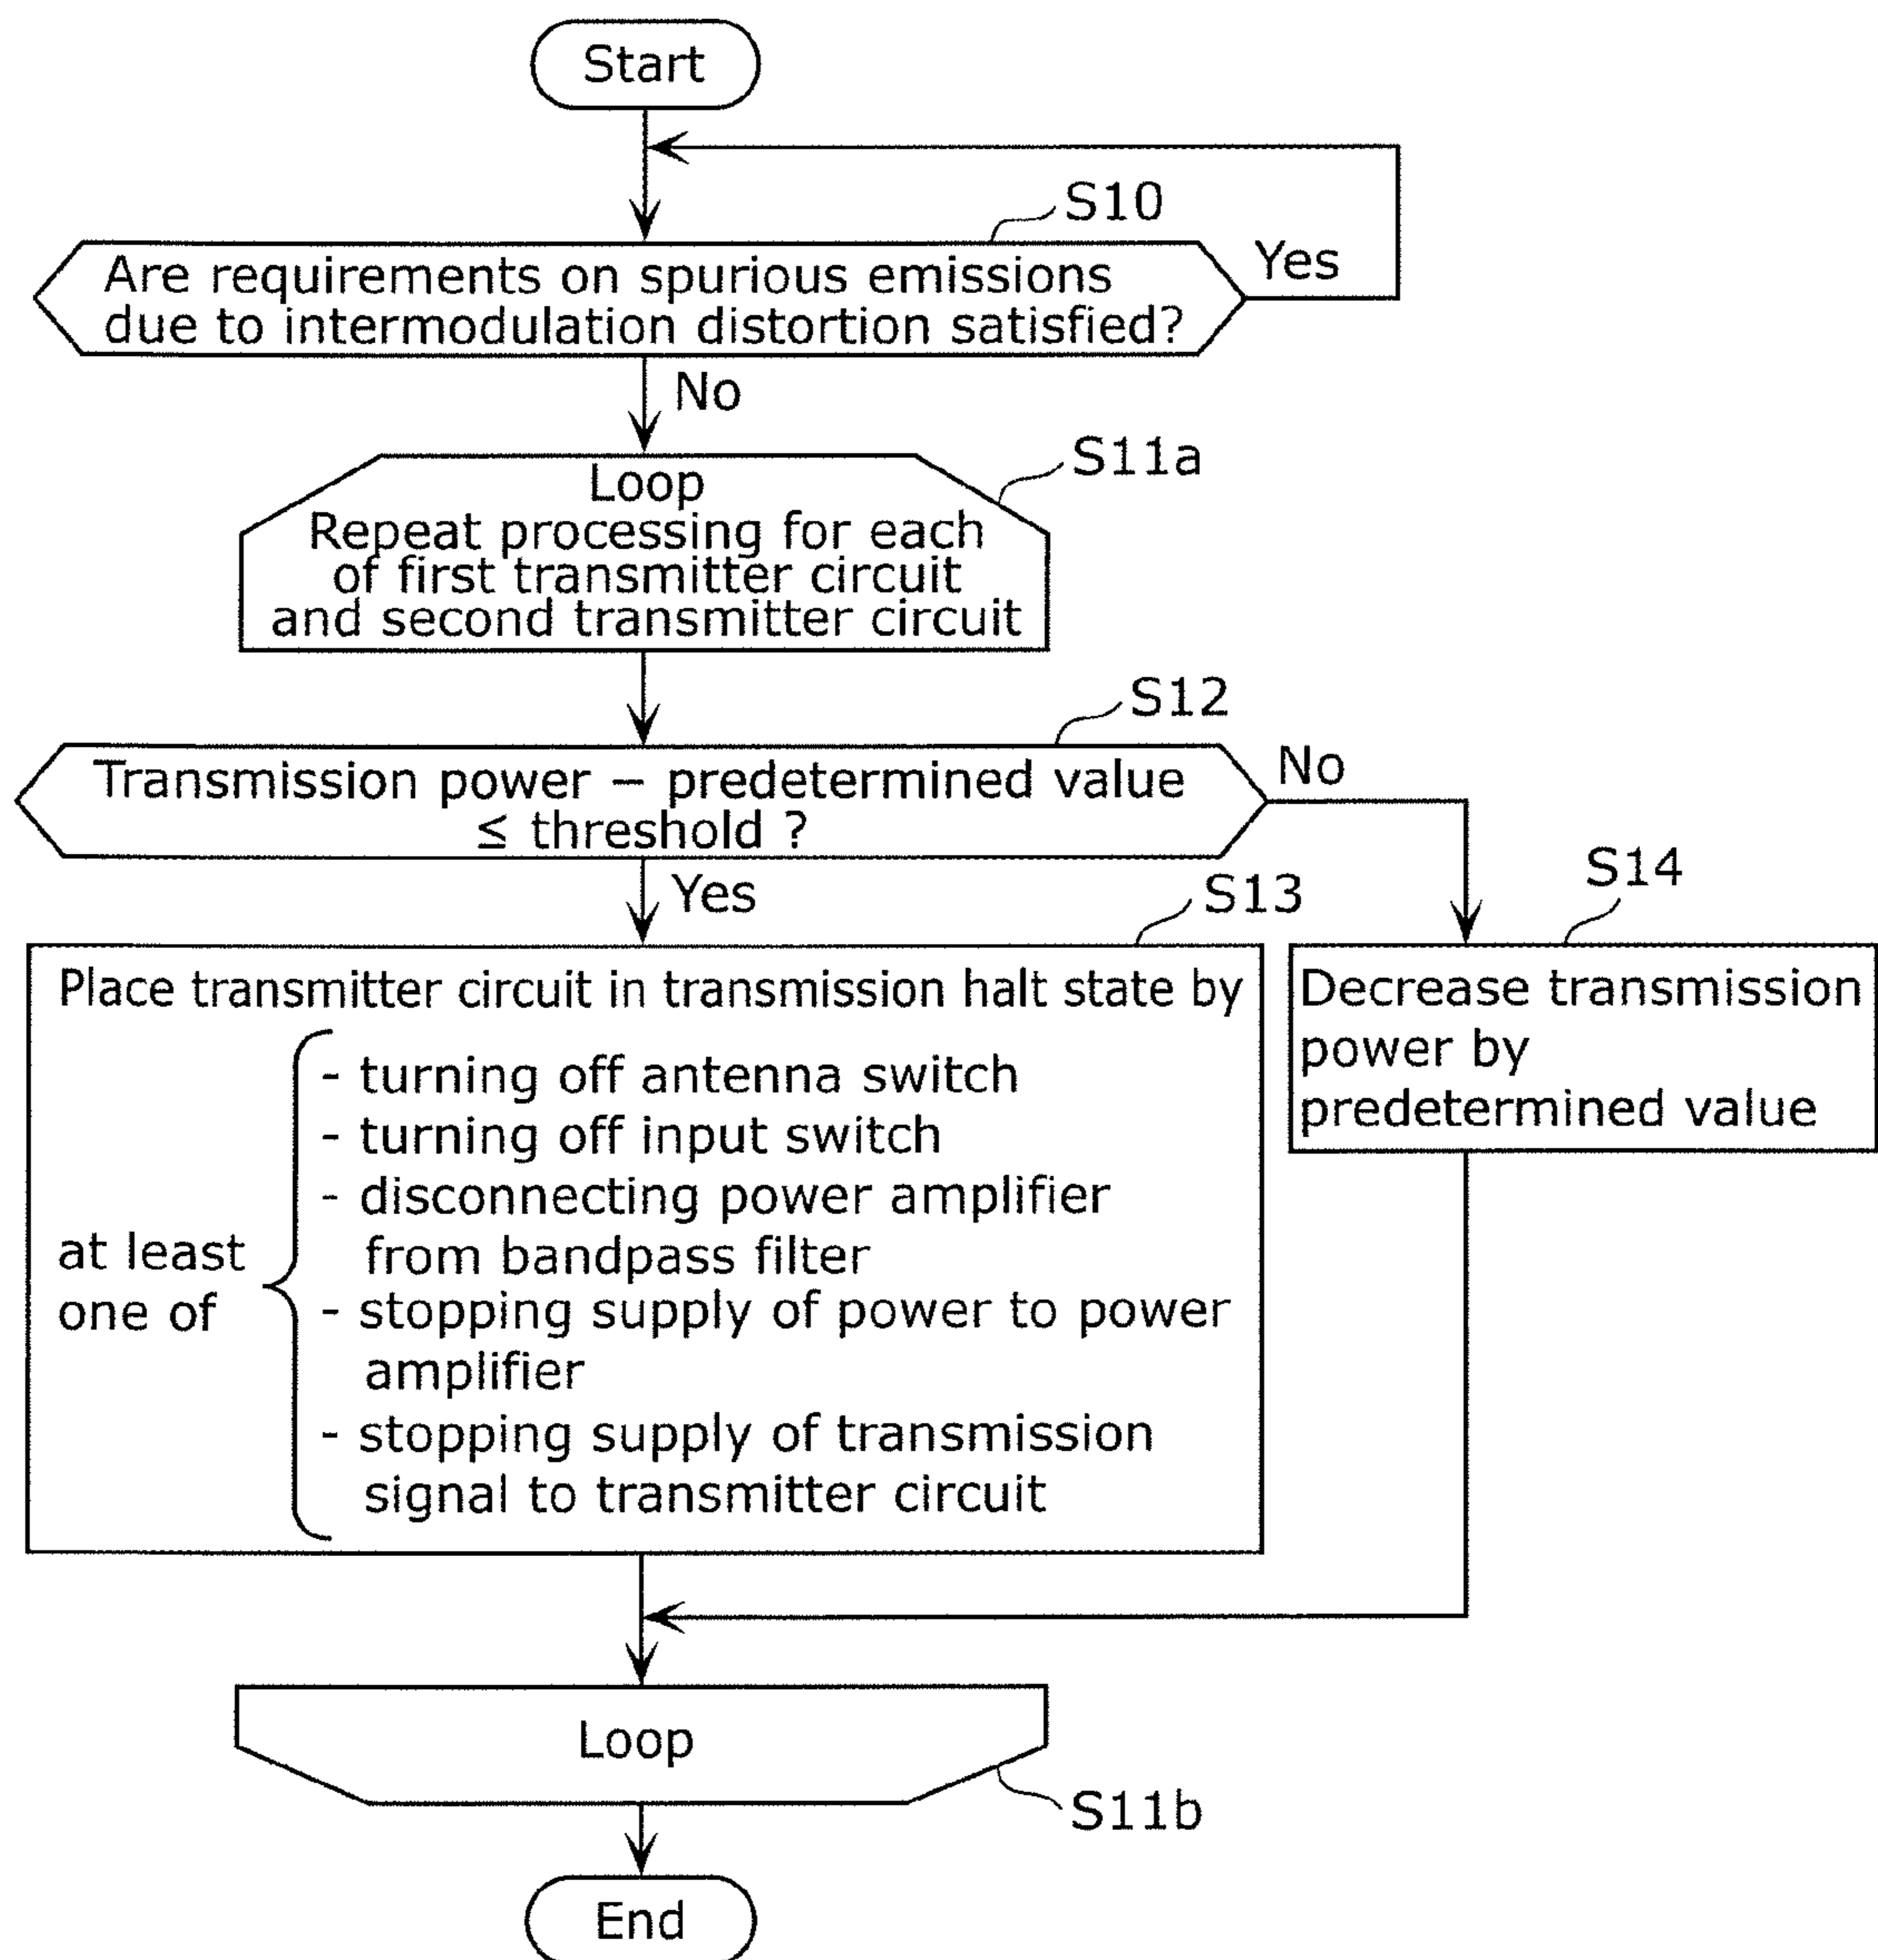 Start
S10
Are requirements on spurious emissions
due to intermodulation distortion satisfied?
Yes
No
S11a
Loop
Repeat processing for each
of first transmitter circuit
and second transmitter circuit
S12
Transmission power – predetermined value
≤ threshold ?
No
Yes
S13
S14
Place transmitter circuit in transmission halt state by
at least
one of
- turning off antenna switch
- turning off input switch
- disconnecting power amplifier
from bandpass filter
- stopping supply of power to power
amplifier
- stopping supply of transmission
signal to transmitter circuit
Decrease transmission
power by
predetermined value
Loop
S11b
End